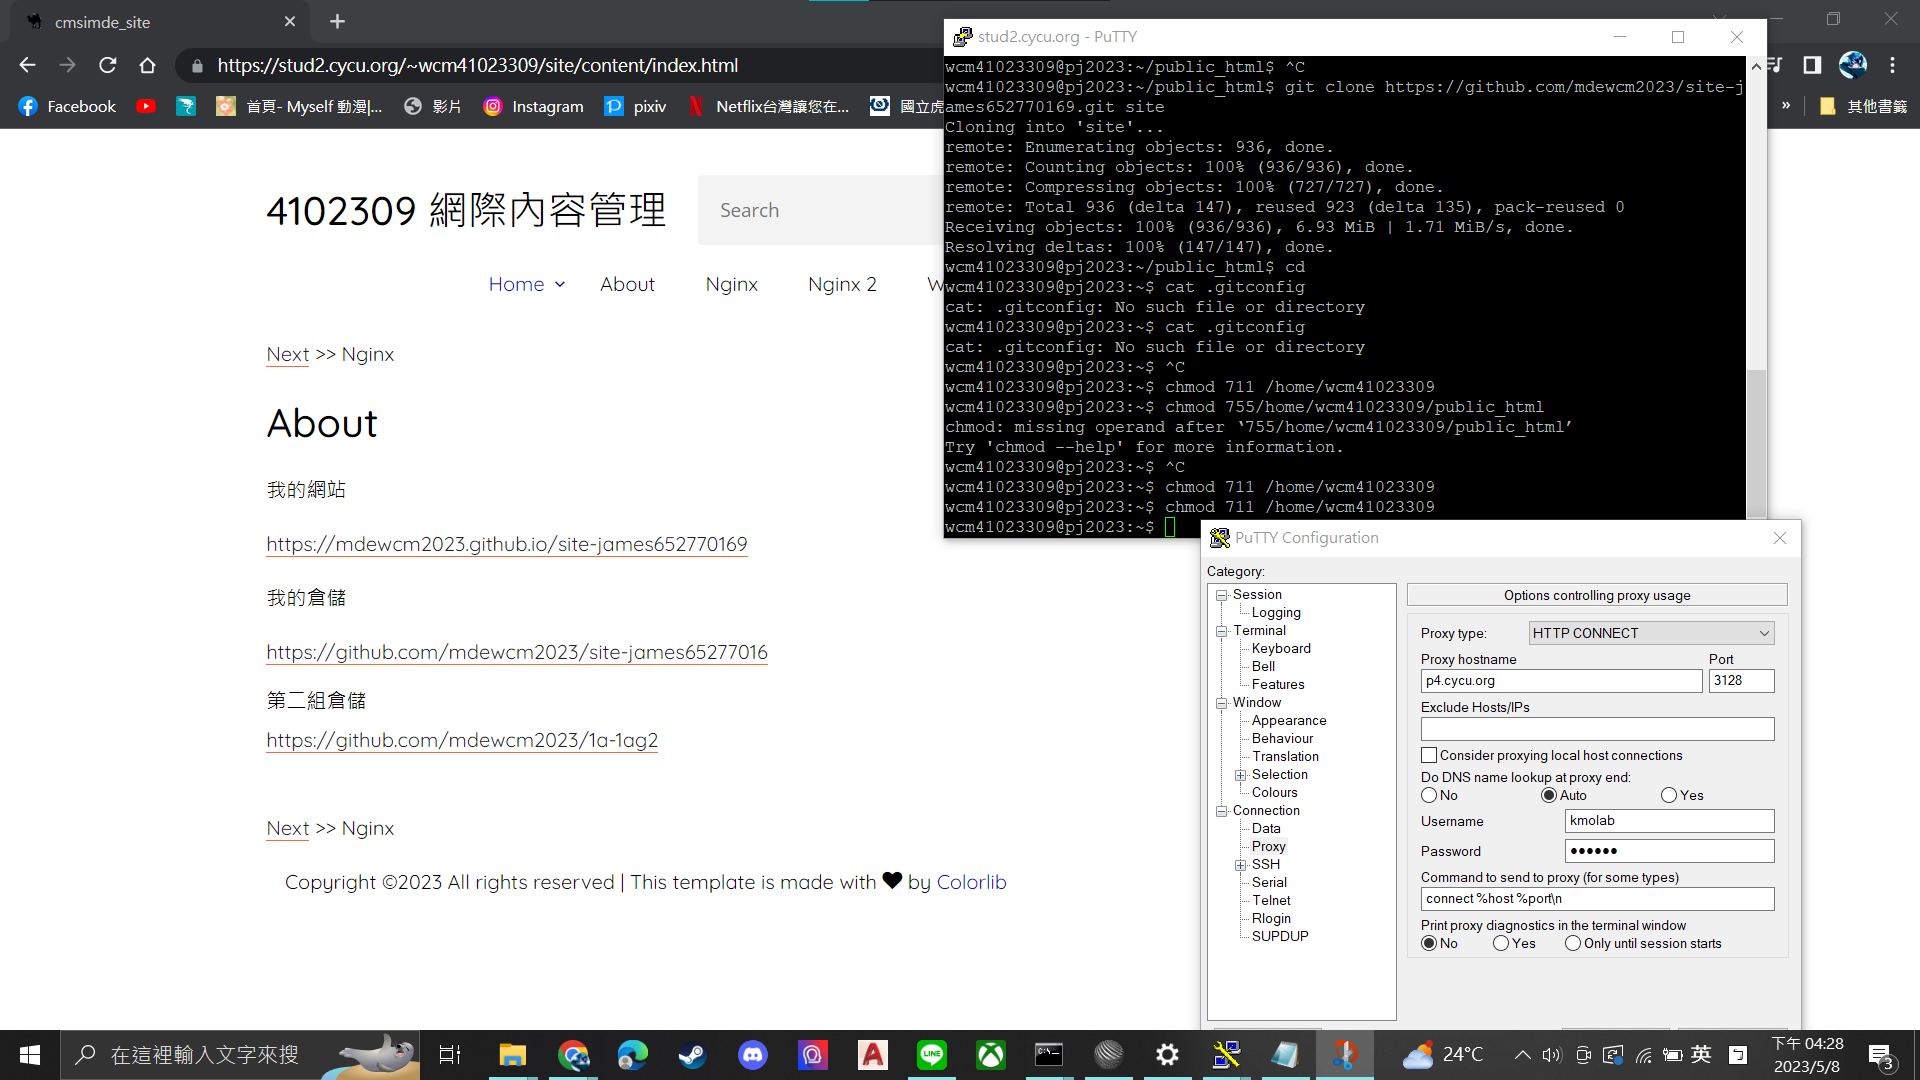 cmsimde_site
https://stud2.cycu.org/~wcm41023309/site/content/index.html
Facebook
首頁- Myself 動漫|...
影片
Instagram
pixiv
Netflix台灣讓您在...
國立虎
»
其他書籤
4102309 網際內容管理
Search
Home
About
Nginx
Nginx 2
W
Next >> Nginx
About
我的網站
https://mdewcm2023.github.io/site-james652770169
我的倉儲
https://github.com/mdewcm2023/site-james65277016
第二組倉儲
https://github.com/mdewcm2023/1a-1ag2
Next >> Nginx
Copyright ©2023 All rights reserved | This template is made with ♥ by Colorlib
stud2.cycu.org - PuTTY
wcm41023309@pj2023:~/public_html$ ^C
wcm41023309@pj2023:~/public_html$ git clone https://github.com/mdewcm2023/site-j
ames652770169.git site
Cloning into 'site'...
remote: Enumerating objects: 936, done.
remote: Counting objects: 100% (936/936), done.
remote: Compressing objects: 100% (727/727), done.
remote: Total 936 (delta 147), reused 923 (delta 135), pack-reused 0
Receiving objects: 100% (936/936), 6.93 MiB | 1.71 MiB/s, done.
Resolving deltas: 100% (147/147), done.
wcm41023309@pj2023:~/public_html$ cd
wcm41023309@pj2023:~$ cat .gitconfig
cat: .gitconfig: No such file or directory
wcm41023309@pj2023:~$ cat .gitconfig
cat: .gitconfig: No such file or directory
wcm41023309@pj2023:~$ ^C
wcm41023309@pj2023:~$ chmod 711 /home/wcm41023309
wcm41023309@pj2023:~$ chmod 755/home/wcm41023309/public_html
chmod: missing operand after ‘755/home/wcm41023309/public_html’
Try 'chmod --help' for more information.
wcm41023309@pj2023:~$ ^C
wcm41023309@pj2023:~$ chmod 711 /home/wcm41023309
wcm41023309@pj2023:~$ chmod 711 /home/wcm41023309
wcm41023309@pj2023:~$
PuTTY Configuration
Category:
Session
Logging
Terminal
Keyboard
Bell
Features
Window
Appearance
Behaviour
Translation
Selection
Colours
Connection
Data
Proxy
SSH
Serial
Telnet
Rlogin
SUPDUP
Options controlling proxy usage
Proxy type:
HTTP CONNECT
Proxy hostname
Port
p4.cycu.org
3128
Exclude Hosts/IPs
Consider proxying local host connections
Do DNS name lookup at proxy end:
No
Auto
Yes
Username
kmolab
Password
●●●●●●
Command to send to proxy (for some types)
connect %host %port\n
Print proxy diagnostics in the terminal window
No
Yes
Only until session starts
在這裡輸入文字來搜
LINE
24°C
英
下午 04:28
2023/5/8
3